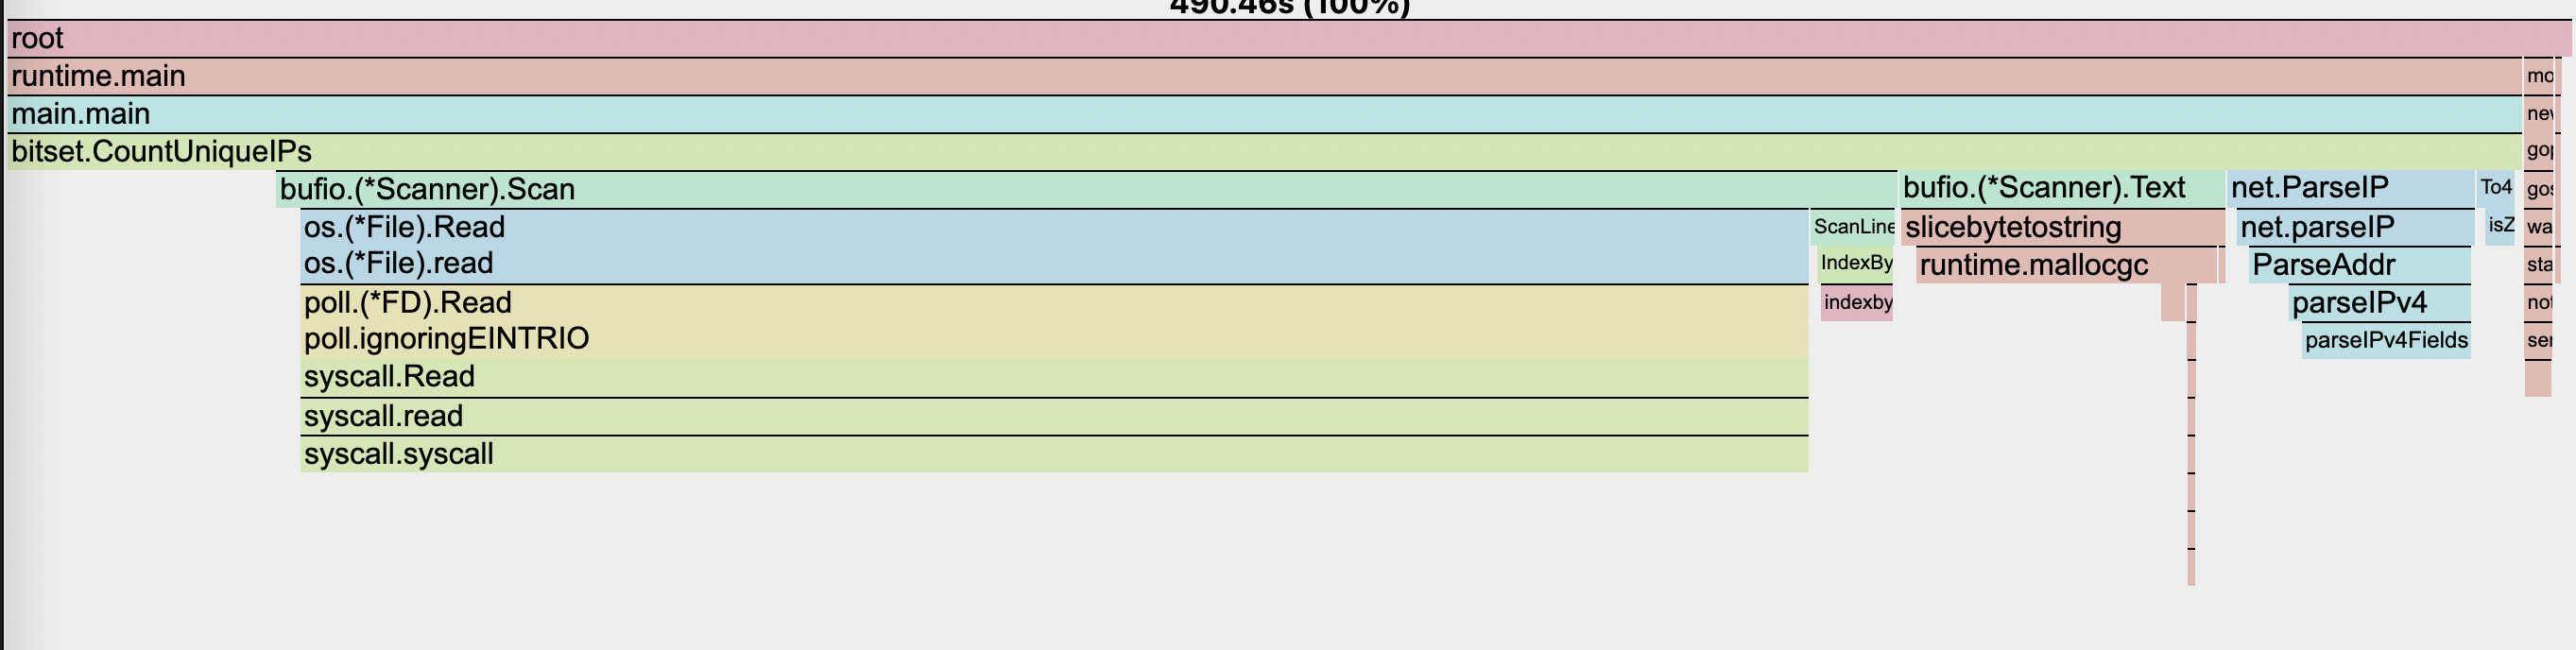 490.46s (100%)
root
runtime.main
mo
main.main
new
bitset.CountUniqueIPs
gop
bufio.(*Scanner).Scan
bufio.(*Scanner).Text
net.ParseIP
To4
gos
os.(*File).Read
ScanLine
slicebytetostring
net.parseIP
isZ
wa
os.(*File).read
IndexBy
runtime.mallocgc
ParseAddr
sta
poll.(*FD).Read
indexby
parseIPv4
not
poll.ignoringEINTRIO
parseIPv4Fields
ser
syscall.Read
syscall.read
syscall.syscall